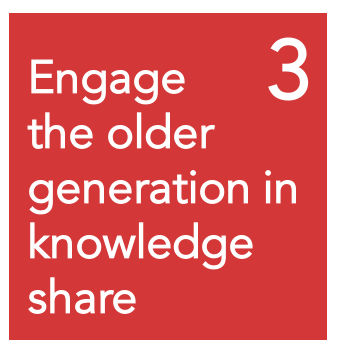 3
Engage
the older
generation in
knowledge
share